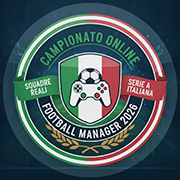 CAMPIONATO ONLINE
SQUADRE
REALI
SERIE A
ITALIANA
FOOTBALL MANAGER 2026